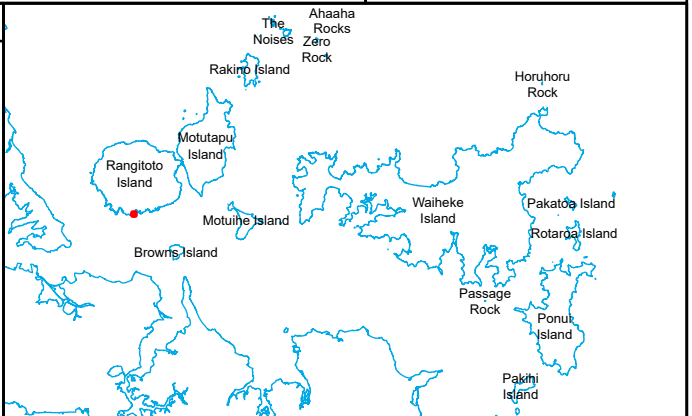 The
Noises
Ahaaha
Rocks
Zero
Rock
Rakino Island
Horuhoru
Rock
Motutapu
Island
Rangitoto
Island
Waiheke
Island
Pakatoa Island
Motuihe Island
Rotaroa Island
Browns Island
Passage
Rock
Ponui
Island
Pakihi
Island